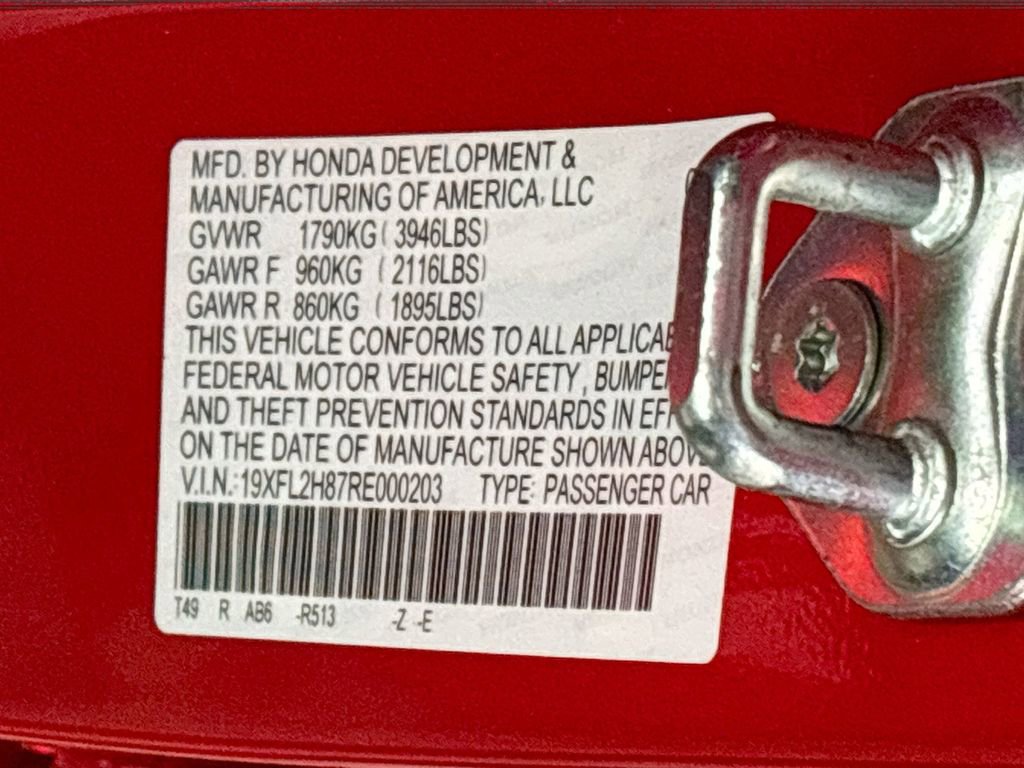 MFD. BY HONDA DEVELOPMENT &
MANUFACTURING OF AMERICA, LLC
GVWR 1790KG( 3946LBS)
GAWR F 960KG ( 2116LBS)
GAWR R 860KG ( 1895LBS)
THIS VEHICLE CONFORMS TO ALL
FEDERAL MOTOR VEHICLE SAFETY, BUMPE
AND THEFT PREVENTION STANDARDS IN
ON THE DATE OF MANUFACTURE SHOWN ABOV
V.I.N.:19XFL2H87RE000203 TYPE: PASSENGER CAR
T49 R AB6 -R513 -Z -E